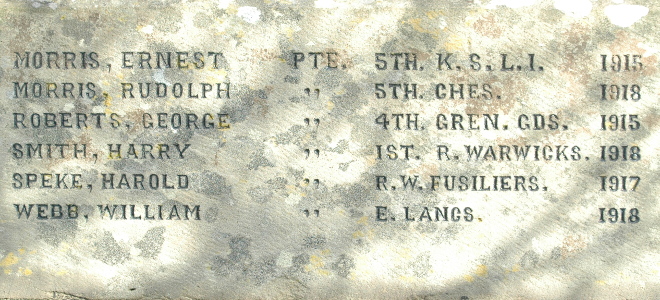 MORRIS, ERNEST PTE. 5TH. K. S. L. I. 1915
MORRIS, RUDOLPH ,, 5TH. CHES. 1918
ROBERTS, GEORGE ,, 4TH. GREN. GDS. 1915
SMITH, HARRY ,, 1ST. R. WARWICKS. 1918
SPEKE, HAROLD ,, R. W. FUSILIERS. 1917
WEBB, WILLIAM ,, E. LANCS. 1918